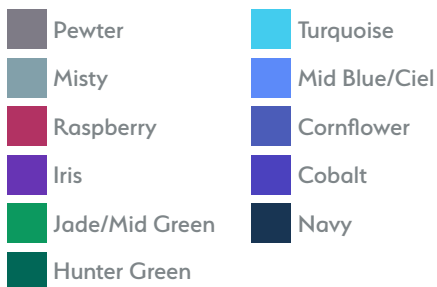 Pewter
Misty
Raspberry
Iris
Jade/Mid Green
Hunter Green
Turquoise
Mid Blue/Ciel
Cornflower
Cobalt
Navy